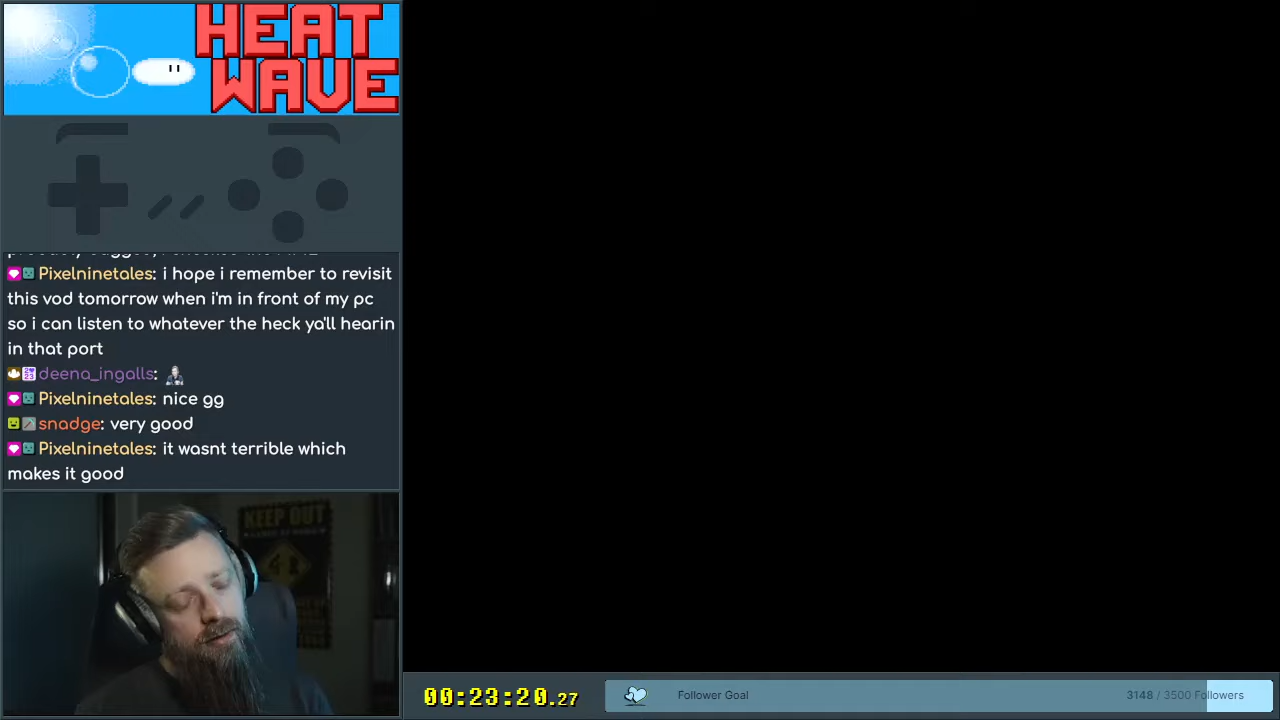 HEAT
WAVE
Pixelninetales: i hope i remember to revisit
this vod tomorrow when i'm in front of my pc
so i can listen to whatever the heck ya'll hearin
in that port
deena_ingalls:
Pixelninetales: nice gg
snadge: very good
Pixelninetales: it wasnt terrible which
makes it good
KEEP OUT
00:23:20.27
Follower Goal
3148 / 3500 Followers